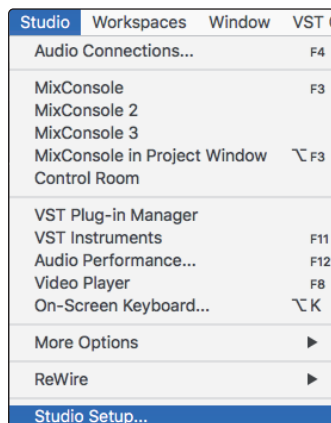 Studio Workspaces Window VST
Audio Connections... F4
MixConsole F3
MixConsole 2
MixConsole 3
MixConsole in Project Window ⌥F3
Control Room
VST Plug-in Manager
VST Instruments F11
Audio Performance... F12
Video Player F8
On-Screen Keyboard... ⌥K
More Options ▶
ReWire ▶
Studio Setup...